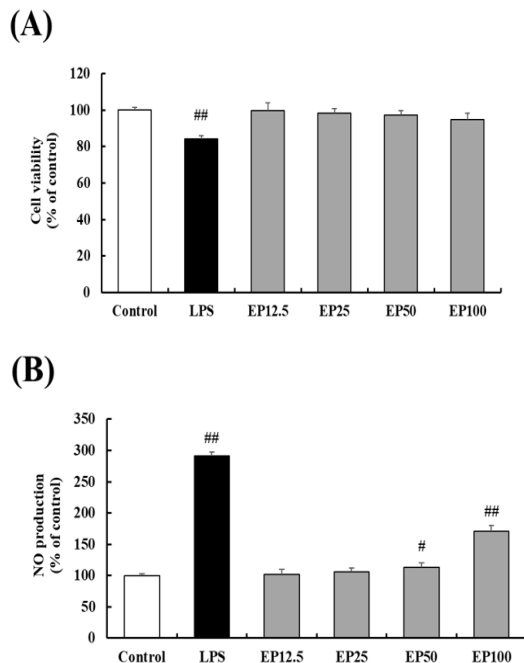 (A)
Cell viability
(% of control)
120
100
80
60
40
20
0
##
Control LPS EP12.5 EP25 EP50 EP100
(B)
NO production
(% of control)
350
300
250
200
150
100
50
0
##
#
##
Control LPS EP12.5 EP25 EP50 EP100